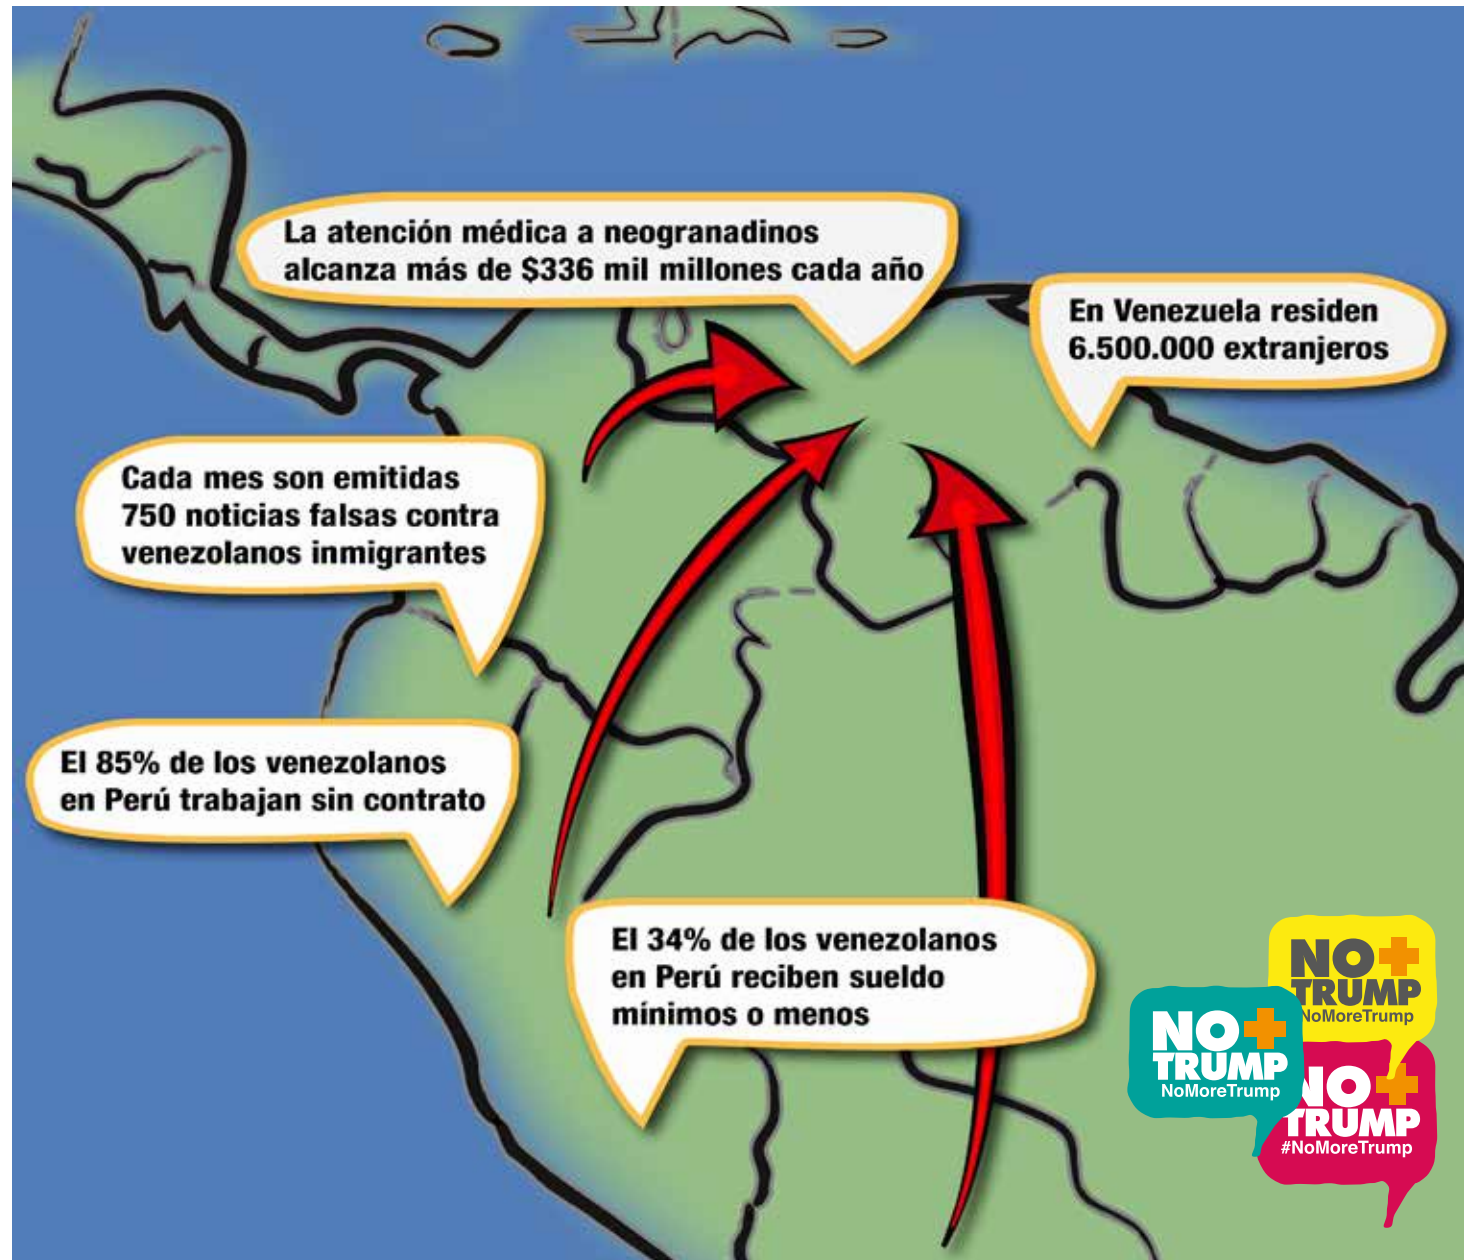 La atención médica a neogranadinos
alcanza más de $336 mil millones cada año
En Venezuela residen
6.500.000 extranjeros
Cada mes son emitidas
750 noticias falsas contra
venezolanos inmigrantes
El 85% de los venezolanos
en Perú trabajan sin contrato
El 34% de los venezolanos
en Perú reciben sueldo
mínimos o menos
NO+
TRUMP
NoMoreTrump
NO+
TRUMP
NoMoreTrump
NO+
TRUMP
#NoMoreTrump